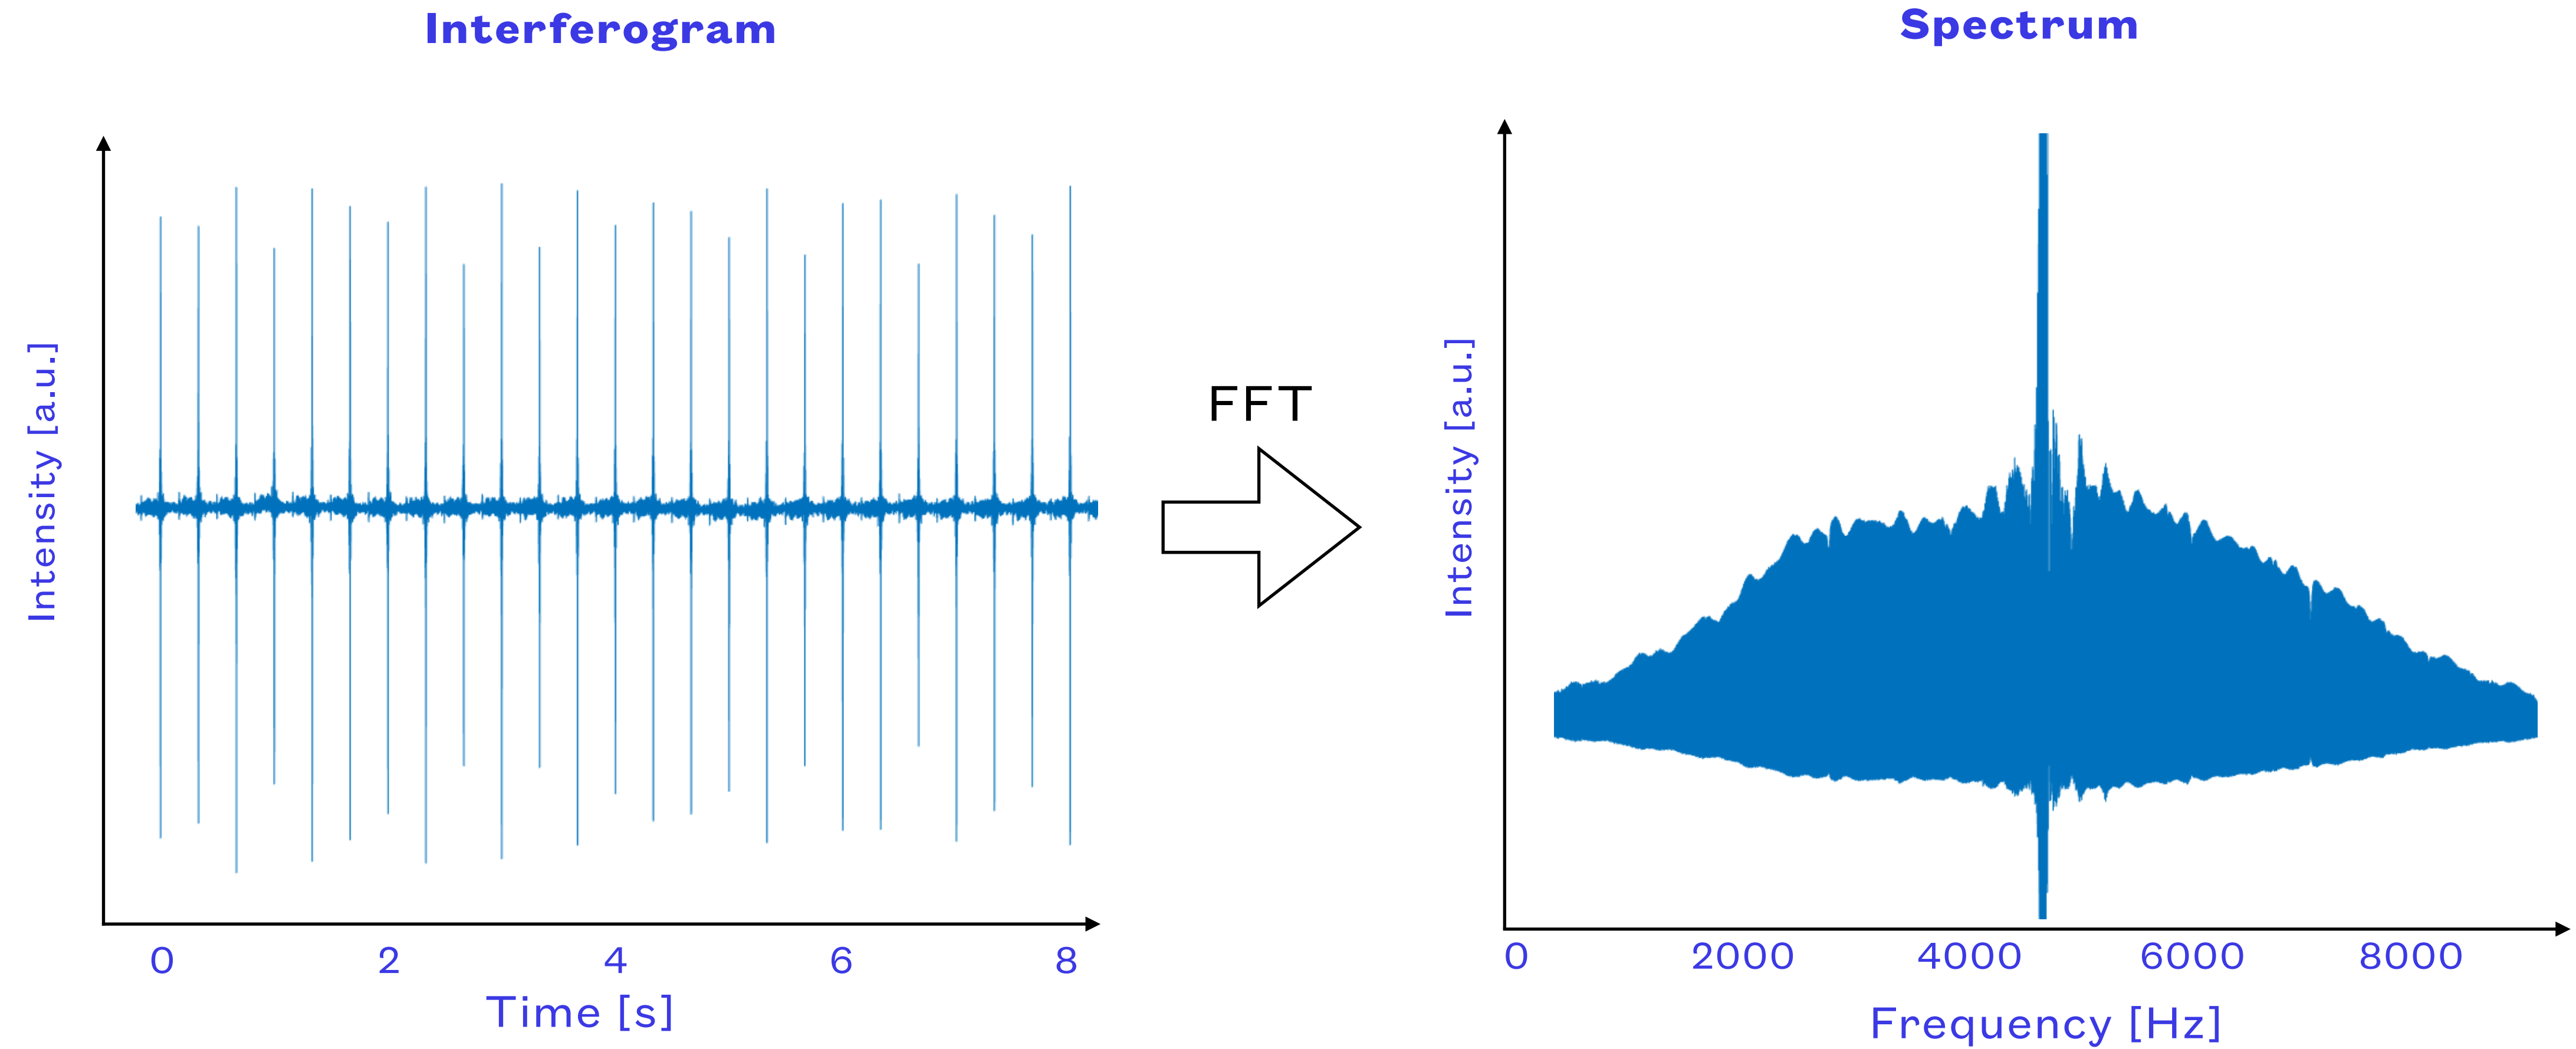 Interferogram
Intensity [a.u.]
0 2 4 6 8
Time [s]
FFT
Spectrum
Intensity [a.u.]
0 2000 4000 6000 8000
Frequency [Hz]